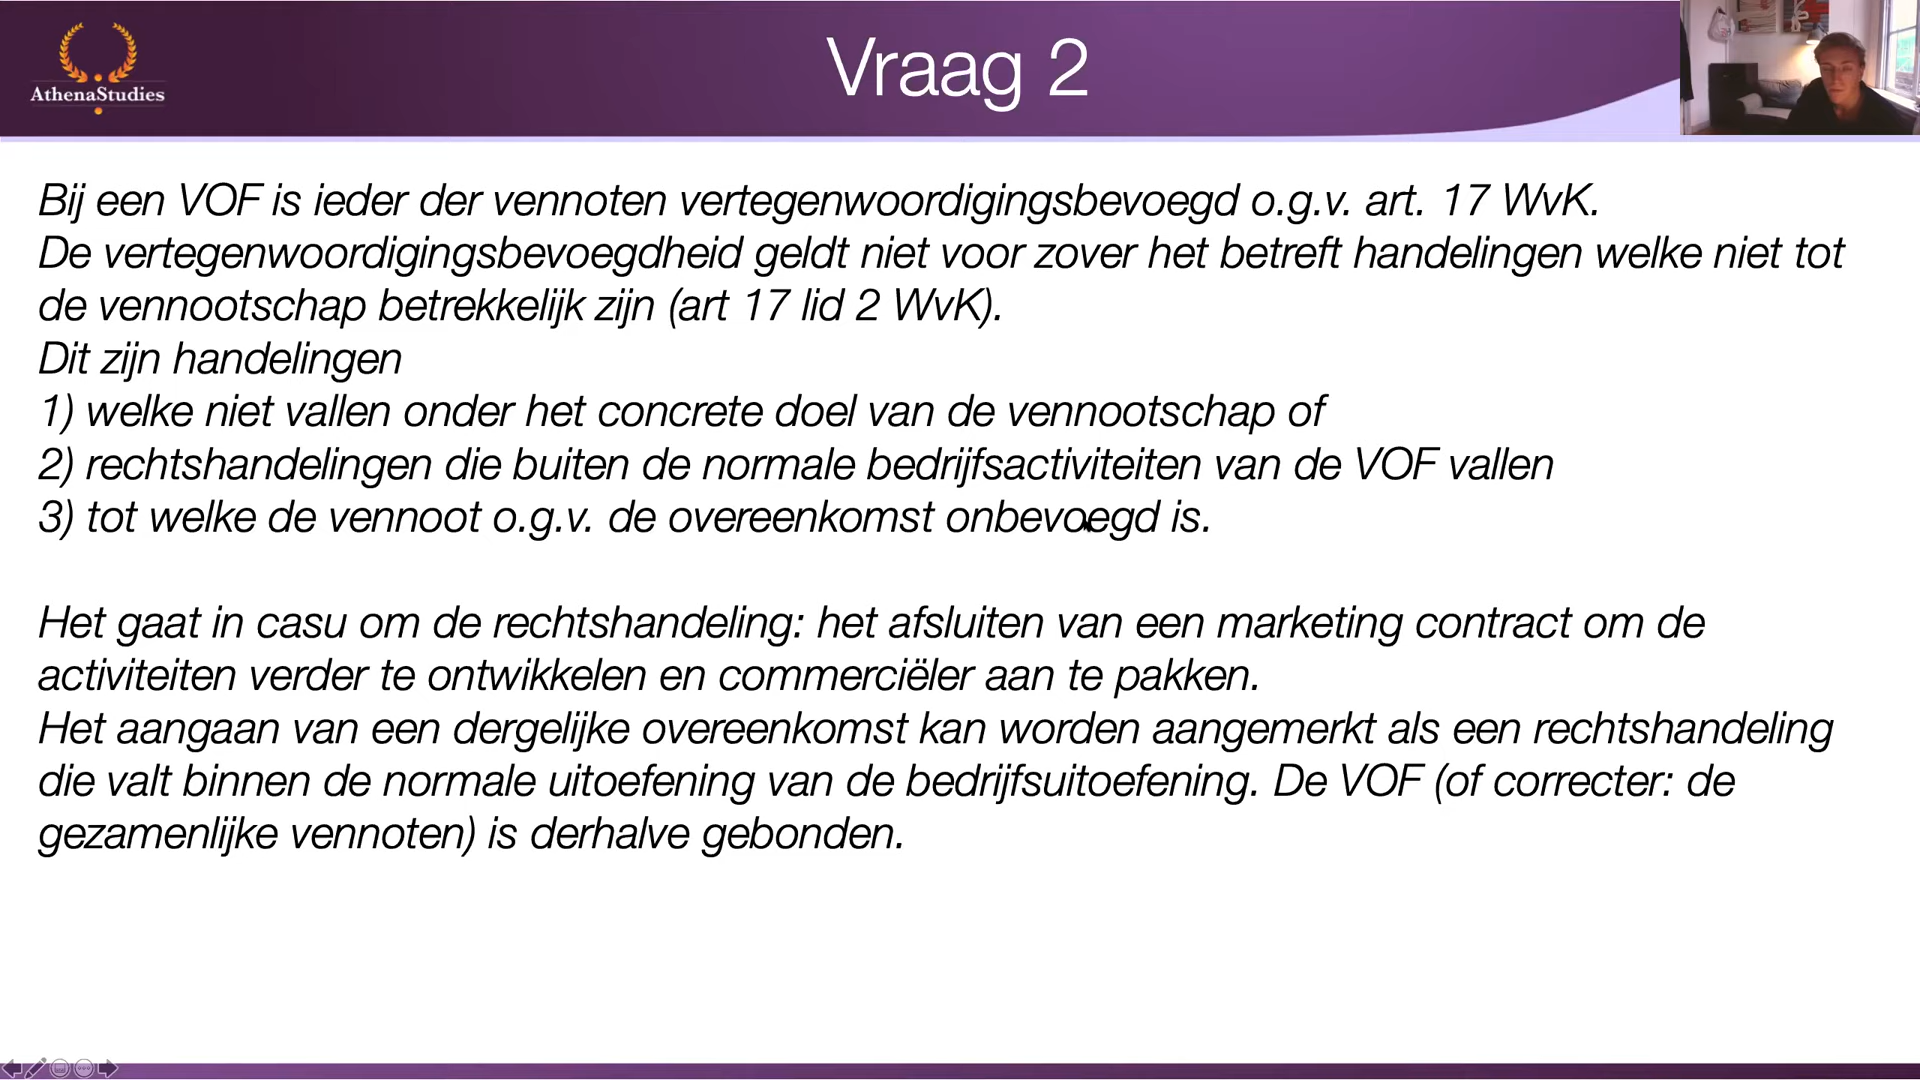 AthenaStudies
Vraag 2
Bij een VOF is ieder der vennoten vertegenwoordigingsbevoegd o.g.v. art. 17 WvK.
De vertegenwoordigingsbevoegdheid geldt niet voor zover het betreft handelingen welke niet tot
de vennootschap betrekkelijk zijn (art 17 lid 2 WvK).
Dit zijn handelingen
1) welke niet vallen onder het concrete doel van de vennootschap of
2) rechtshandelingen die buiten de normale bedrijfsactiviteiten van de VOF vallen
3) tot welke de vennoot o.g.v. de overeenkomst onbevoegd is.
Het gaat in casu om de rechtshandeling: het afsluiten van een marketing contract om de
activiteiten verder te ontwikkelen en commerciëler aan te pakken.
Het aangaan van een dergelijke overeenkomst kan worden aangemerkt als een rechtshandeling
die valt binnen de normale uitoefening van de bedrijfsuitoefening. De VOF (of correcter: de
gezamenlijke vennoten) is derhalve gebonden.